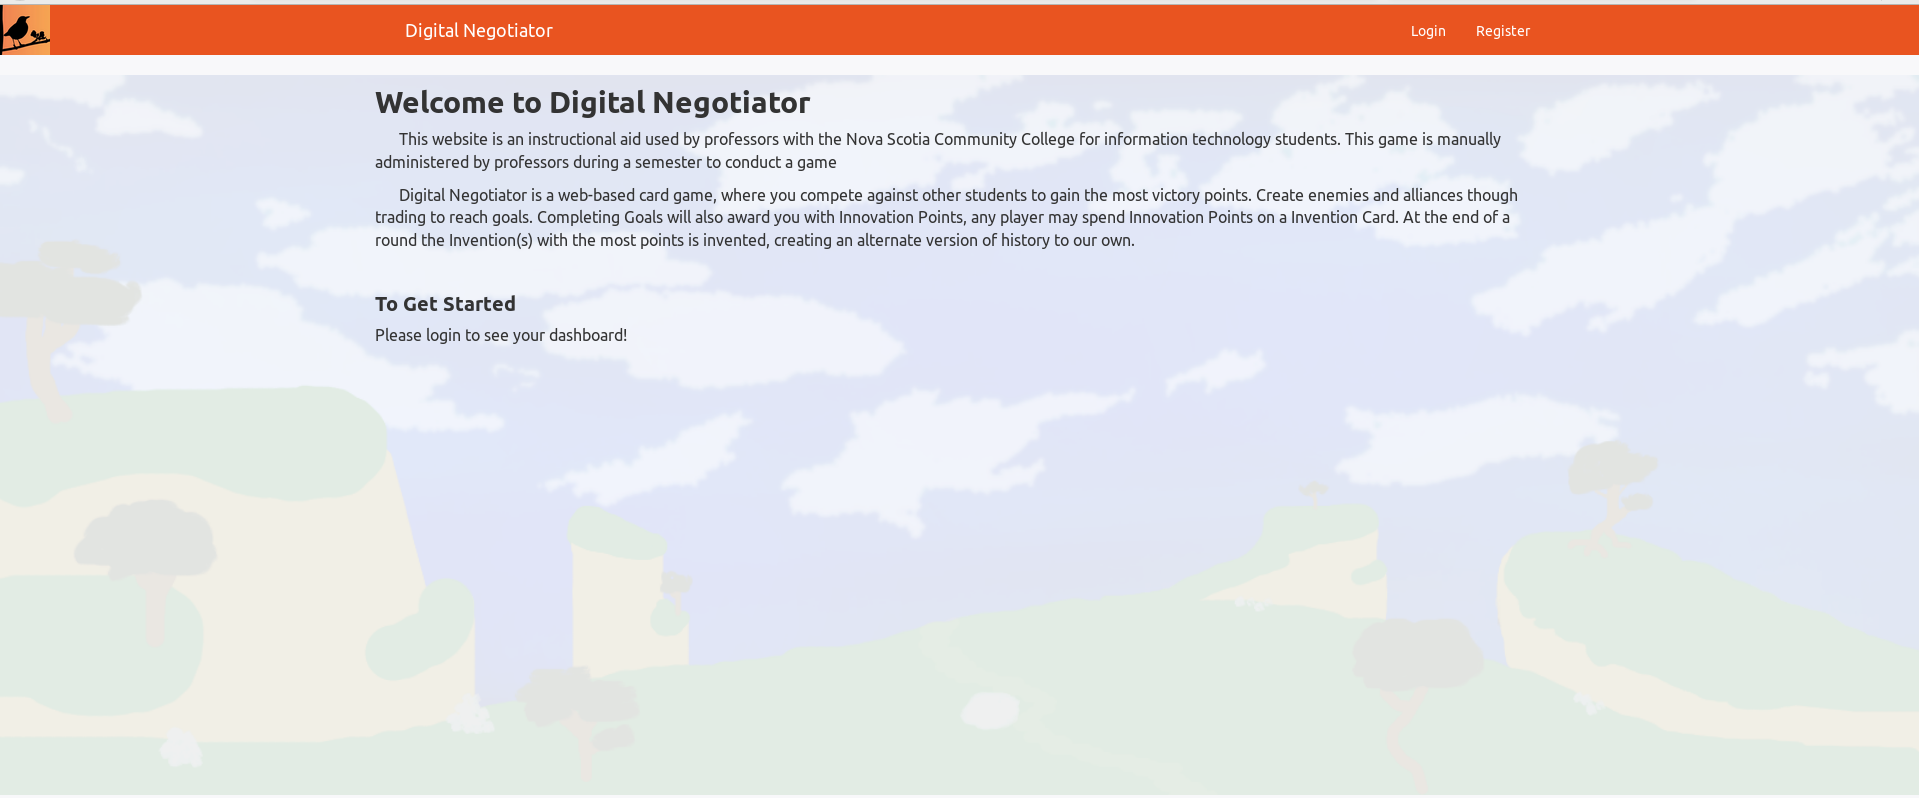 Digital Negotiator
Login
Register
Welcome to Digital Negotiator
This website is an instructional aid used by professors with the Nova Scotia Community College for information technology students. This game is manually
administered by professors during a semester to conduct a game
Digital Negotiator is a web-based card game, where you compete against other students to gain the most victory points. Create enemies and alliances though
trading to reach goals. Completing Goals will also award you with Innovation Points, any player may spend Innovation Points on a Invention Card. At the end of a
round the Invention(s) with the most points is invented, creating an alternate version of history to our own.
To Get Started
Please login to see your dashboard!